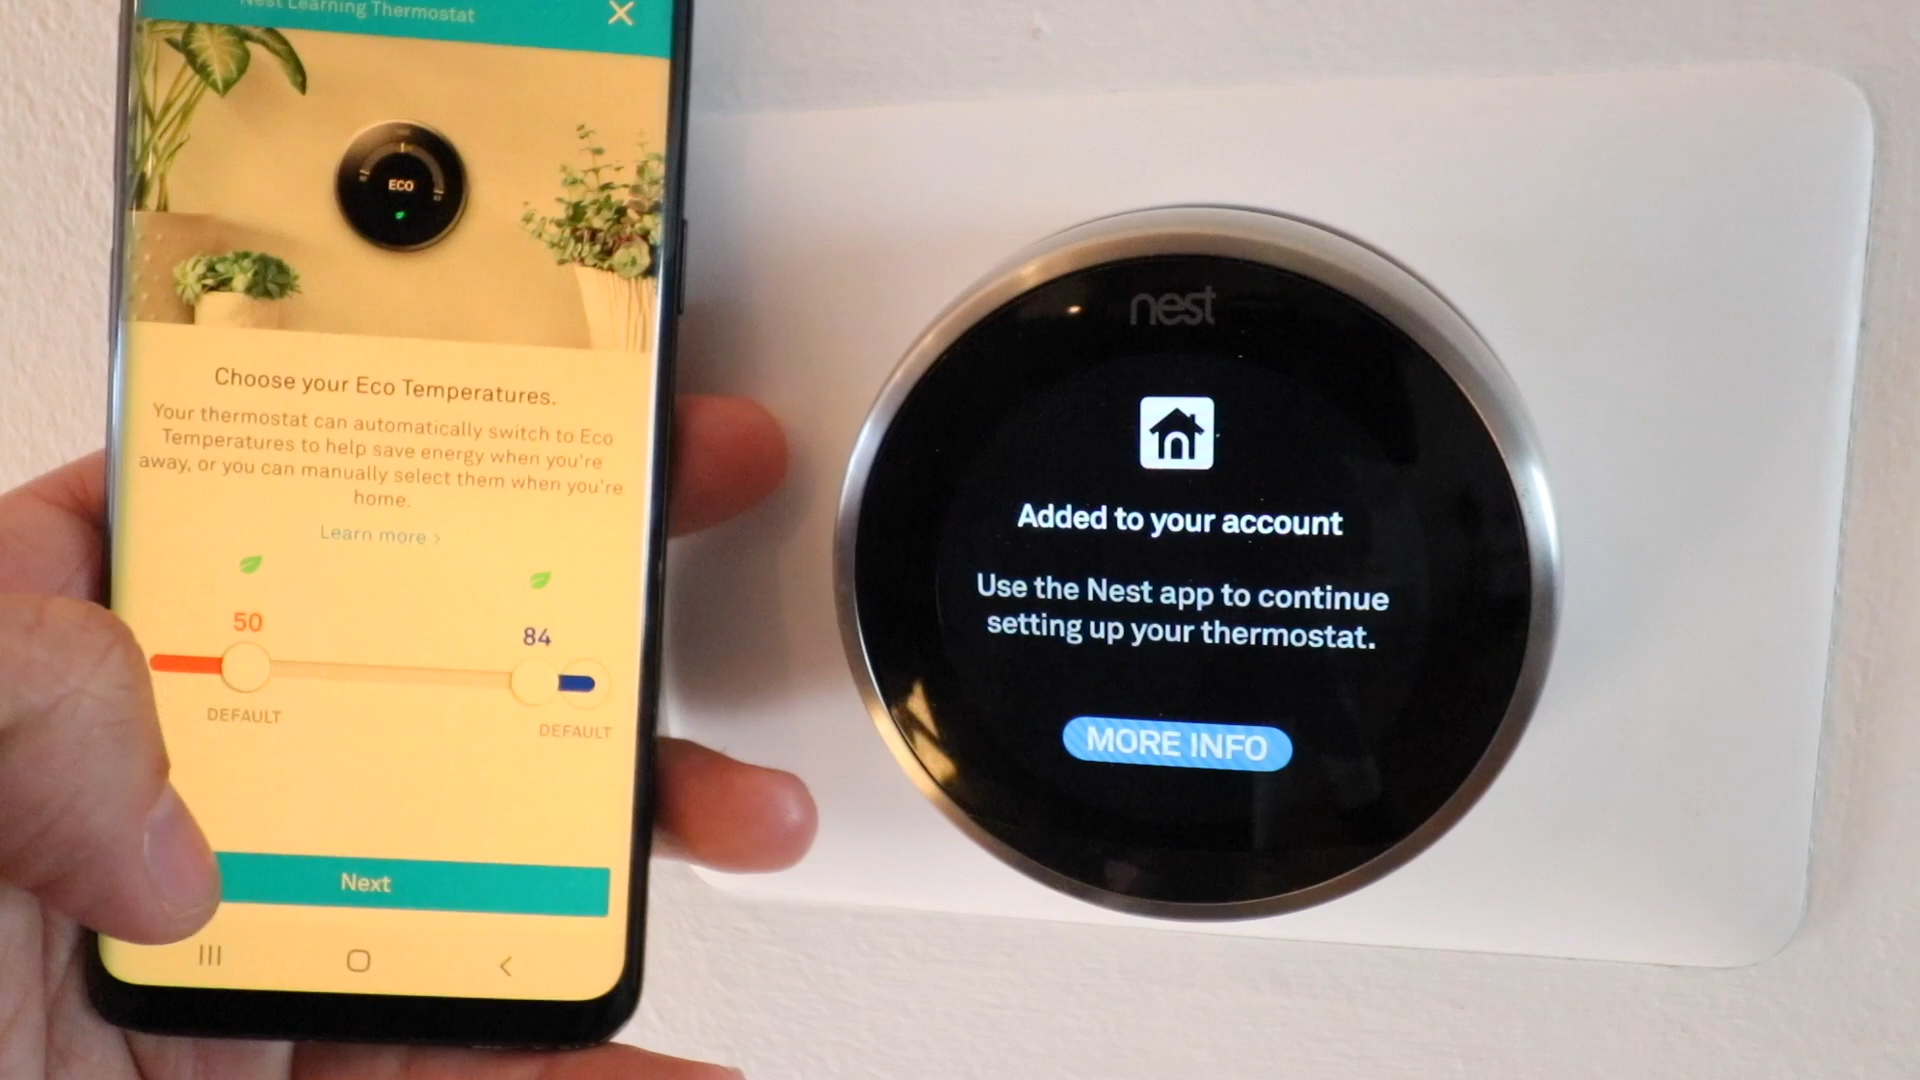 Nest Learning Thermostat
ECO
Choose your Eco Temperatures.
Your thermostat can automatically switch to Eco
Temperatures to help save energy when you're
away, or you can manually select them when you're
home.
Learn more ›
50
84
DEFAULT
DEFAULT
Next
nest
Added to your account
Use the Nest app to continue
setting up your thermostat.
MORE INFO